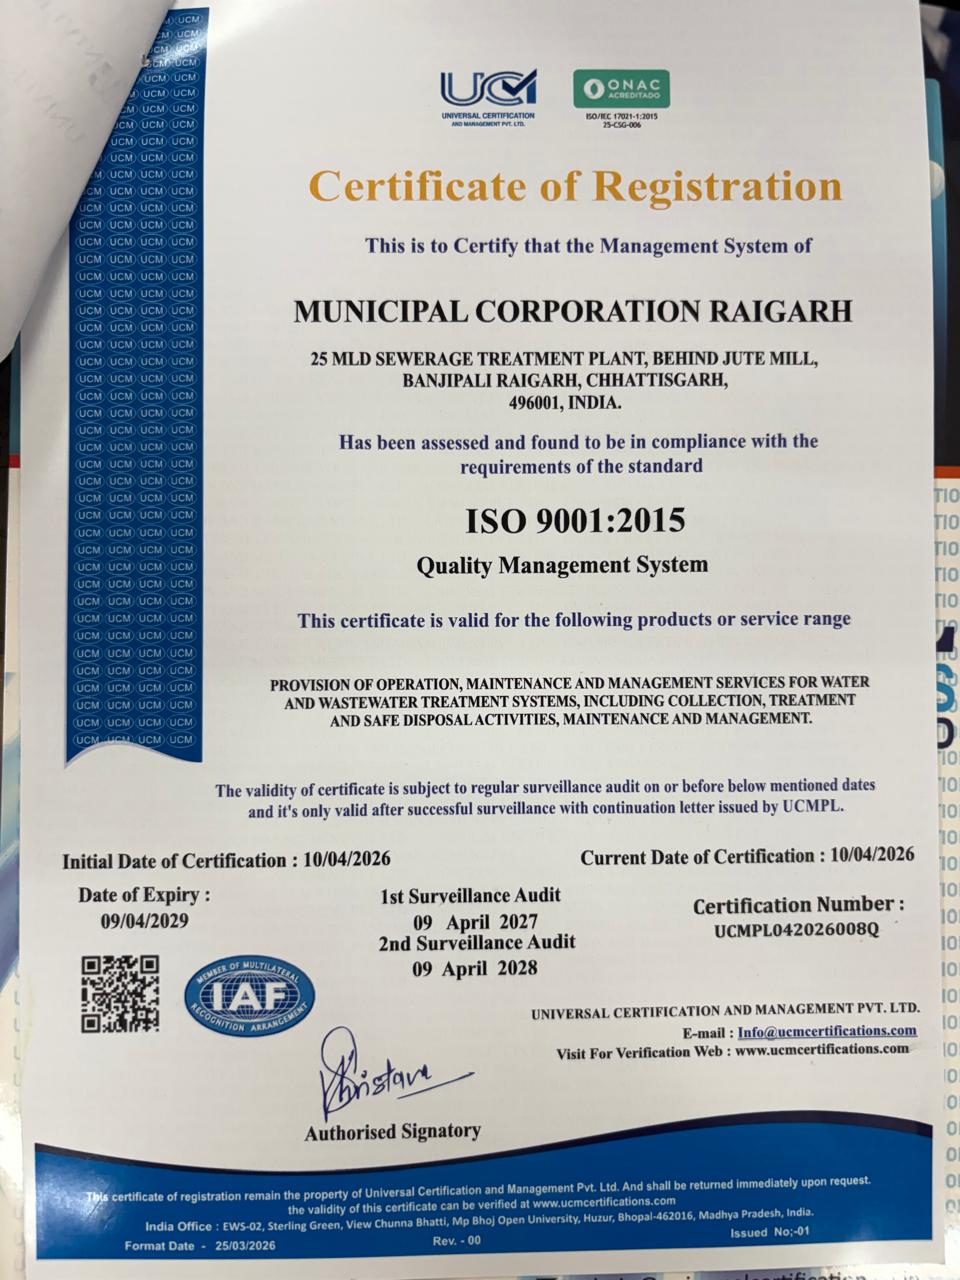 UCM
UNIVERSAL CERTIFICATION
AND MANAGEMENT PVT. LTD.
ONAC
ACREDITADO
ISO/IEC 17021-1:2015
25-CSG-006
Certificate of Registration
This is to Certify that the Management System of
MUNICIPAL CORPORATION RAIGARH
25 MLD SEWERAGE TREATMENT PLANT, BEHIND JUTE MILL,
BANJIPALI RAIGARH, CHHATTISGARH,
496001, INDIA.
Has been assessed and found to be in compliance with the
requirements of the standard
ISO 9001:2015
Quality Management System
This certificate is valid for the following products or service range
PROVISION OF OPERATION, MAINTENANCE AND MANAGEMENT SERVICES FOR WATER
AND WASTEWATER TREATMENT SYSTEMS, INCLUDING COLLECTION, TREATMENT
AND SAFE DISPOSAL ACTIVITIES, MAINTENANCE AND MANAGEMENT.
The validity of certificate is subject to regular surveillance audit on or before below mentioned dates
and it's only valid after successful surveillance with continuation letter issued by UCMPL.
Initial Date of Certification : 10/04/2026
Current Date of Certification : 10/04/2026
Date of Expiry :
09/04/2029
1st Surveillance Audit
09 April 2027
2nd Surveillance Audit
09 April 2028
Certification Number :
UCMPL042026008Q
MEMBER OF MULTILATERAL
IAF
RECOGNITION ARRANGEMENT
UNIVERSAL CERTIFICATION AND MANAGEMENT PVT. LTD.
E-mail : Info@ucmcertifications.com
Visit For Verification Web : www.ucmcertifications.com
Authorised Signatory
This certificate of registration remain the property of Universal Certification and Management Pvt. Ltd. And shall be returned immediately upon request.
the validity of this certificate can be verified at www.ucmcertifications.com
India Office : EWS-02, Sterling Green, View Chunna Bhatti, Mp Bhoj Open University, Huzur, Bhopal-462016, Madhya Pradesh, India.
Format Date - 25/03/2026
Rev. - 00
Issued No;-01